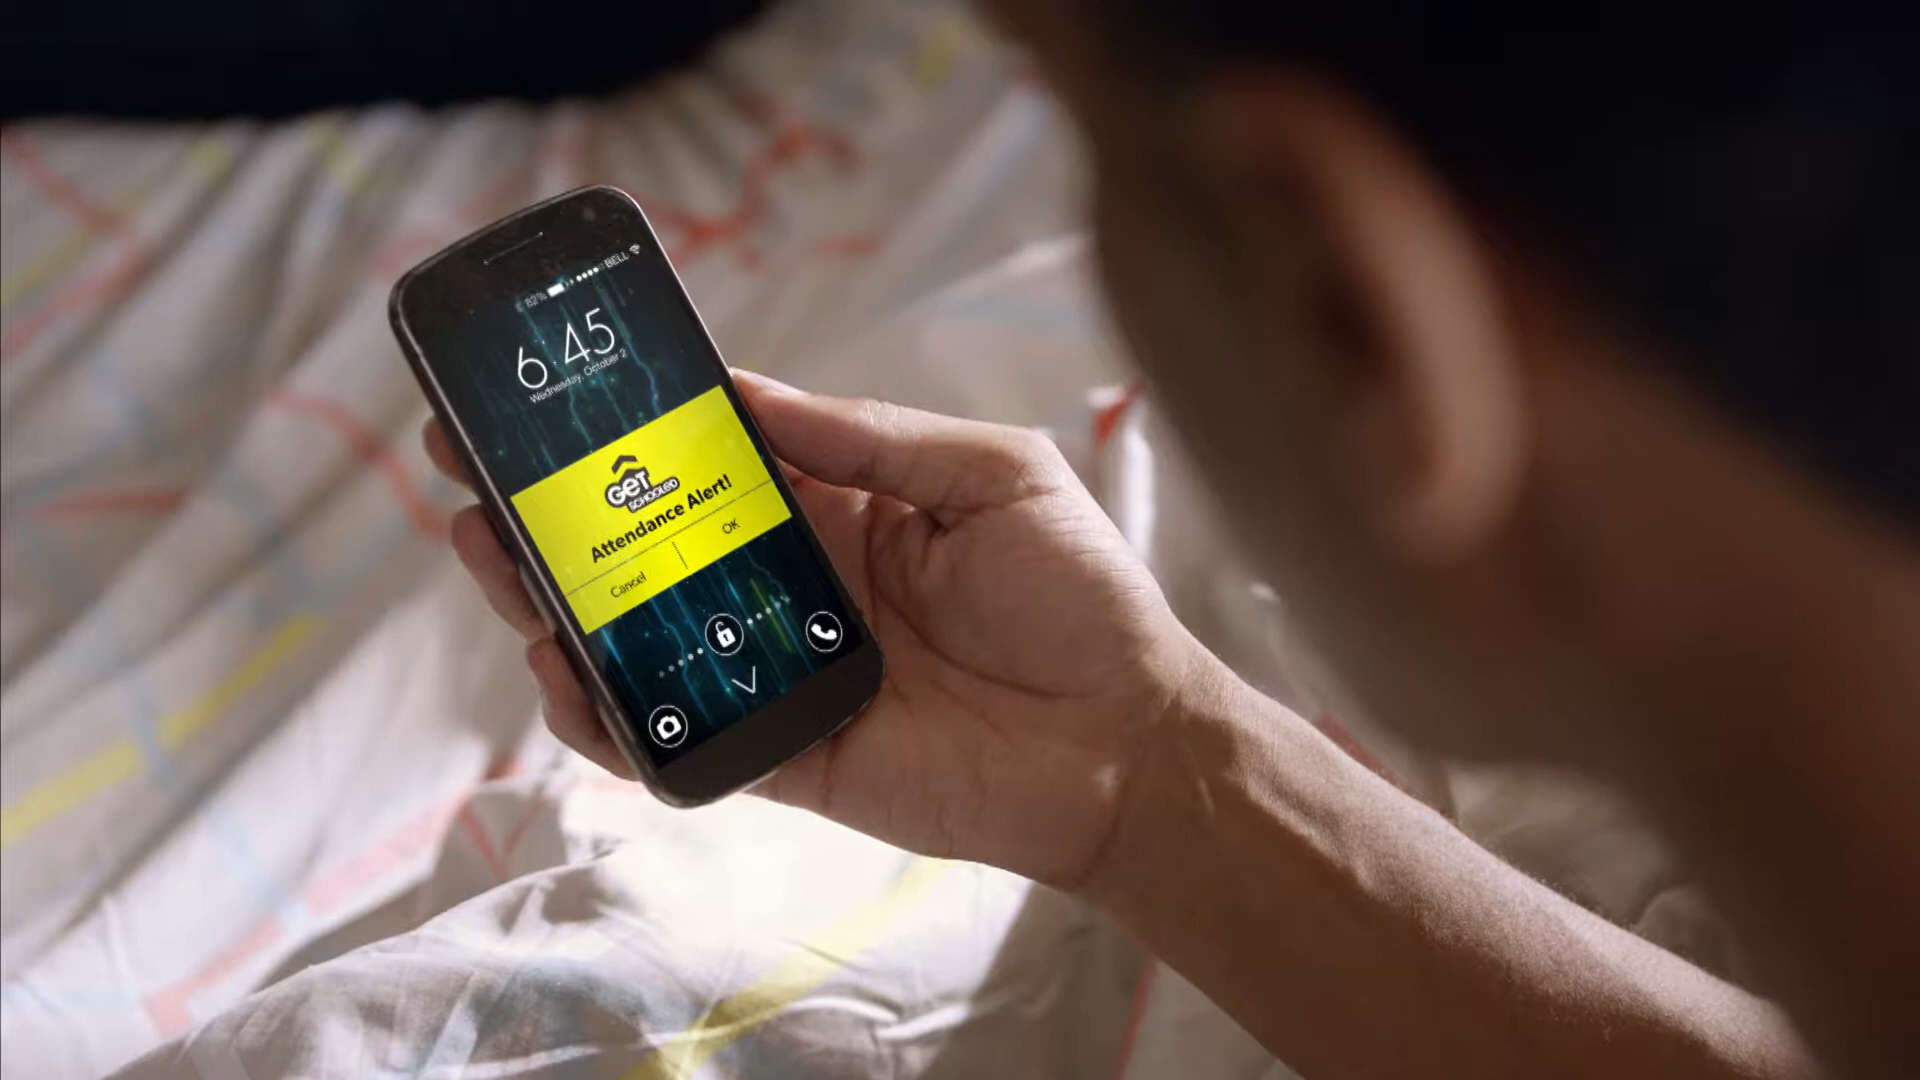 82% BELL
6:45
Wednesday, October 2
GET
SCHOOLED
Attendance Alert!
Cancel
OK